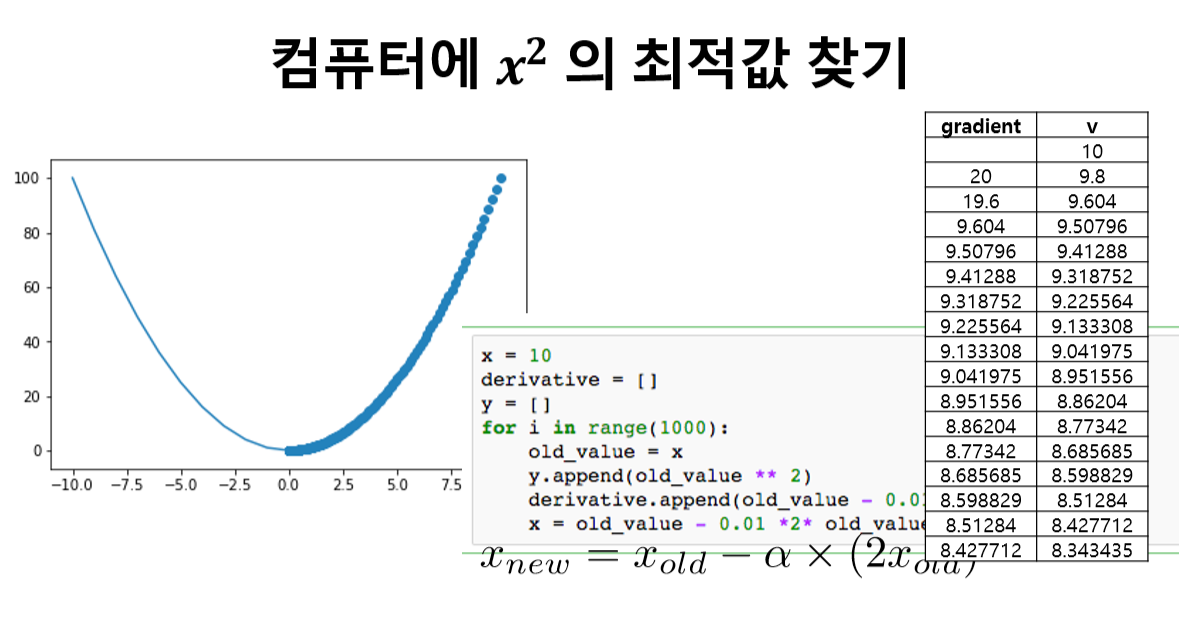 컴퓨터에 x² 의 최적값 찾기
gradient v
10
20 9.8
19.6 9.604
9.604 9.50796
9.50796 9.41288
9.41288 9.318752
9.318752 9.225564
9.225564 9.133308
9.133308 9.041975
9.041975 8.951556
8.951556 8.86204
8.86204 8.77342
8.77342 8.685685
8.685685 8.598829
8.598829 8.51284
8.51284 8.427712
8.427712 8.343435
100
80
60
40
20
0
−10.0 −7.5 −5.0 −2.5 0.0 2.5 5.0 7.5
x = 10
derivative = []
y = []
for i in range(1000):
old_value = x
y.append(old_value ** 2)
derivative.append(old_value - 0.01
x = old_value - 0.01 *2* old_value
x_new = x_old − α × (2x_old)